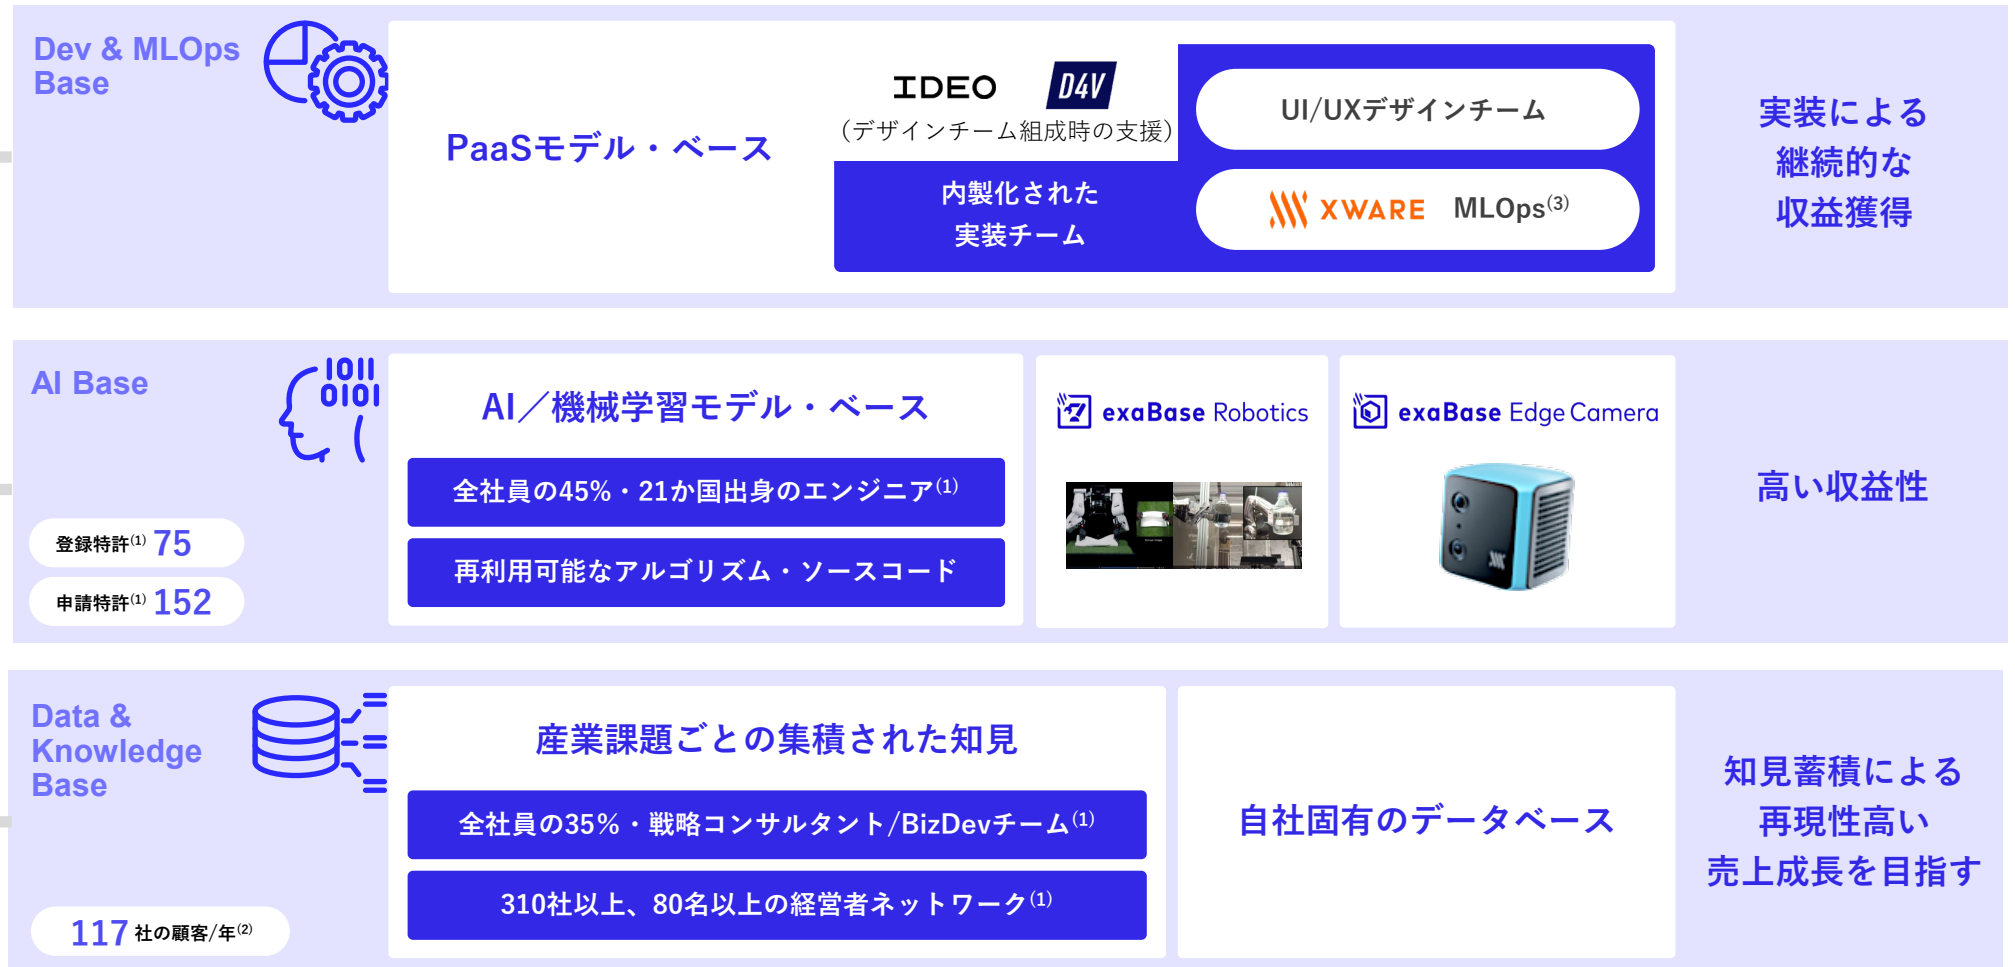 Dev & MLOps
Base
PaaSモデル・ベース
IDEO
D4V
（デザインチーム組成時の支援）
内製化された
実装チーム
UI/UXデザインチーム
XWARE MLOps(3)
実装による
継続的な
収益獲得
AI Base
1011
0101
登録特許(1) 75
申請特許(1) 152
AI／機械学習モデル・ベース
全社員の45%・21か国出身のエンジニア(1)
再利用可能なアルゴリズム・ソースコード
exaBase Robotics
exaBase Edge Camera
高い収益性
Data &
Knowledge
Base
117社の顧客/年(2)
産業課題ごとの集積された知見
全社員の35%・戦略コンサルタント/BizDevチーム(1)
310社以上、80名以上の経営者ネットワーク(1)
自社固有のデータベース
知見蓄積による
再現性高い
売上成長を目指す